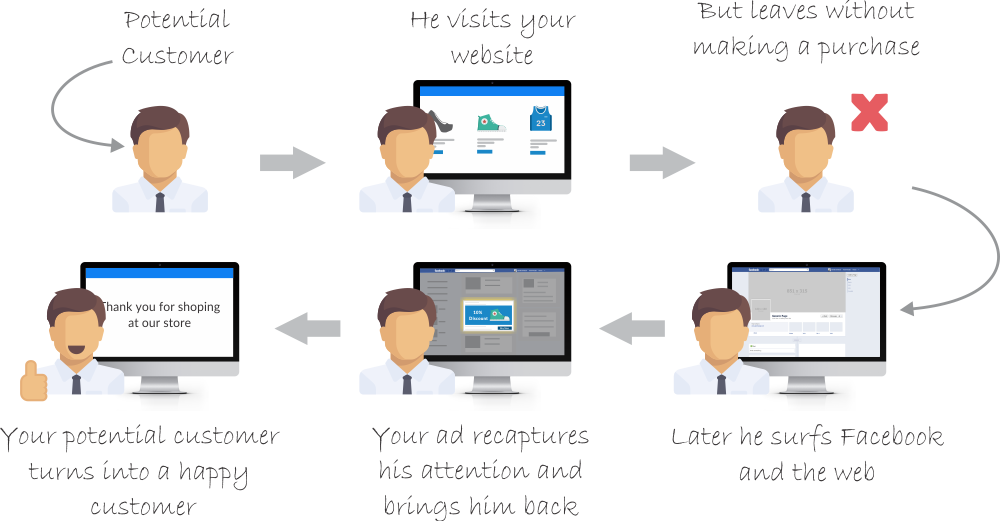 Potential
Customer
He visits your
website
But leaves without
making a purchase
23
Later he surfs Facebook
and the web
facebook
Your ad recaptures
his attention and
brings him back
facebook
10%
Discount
Your potential customer
turns into a happy
customer
Thank you for shoping
at our store